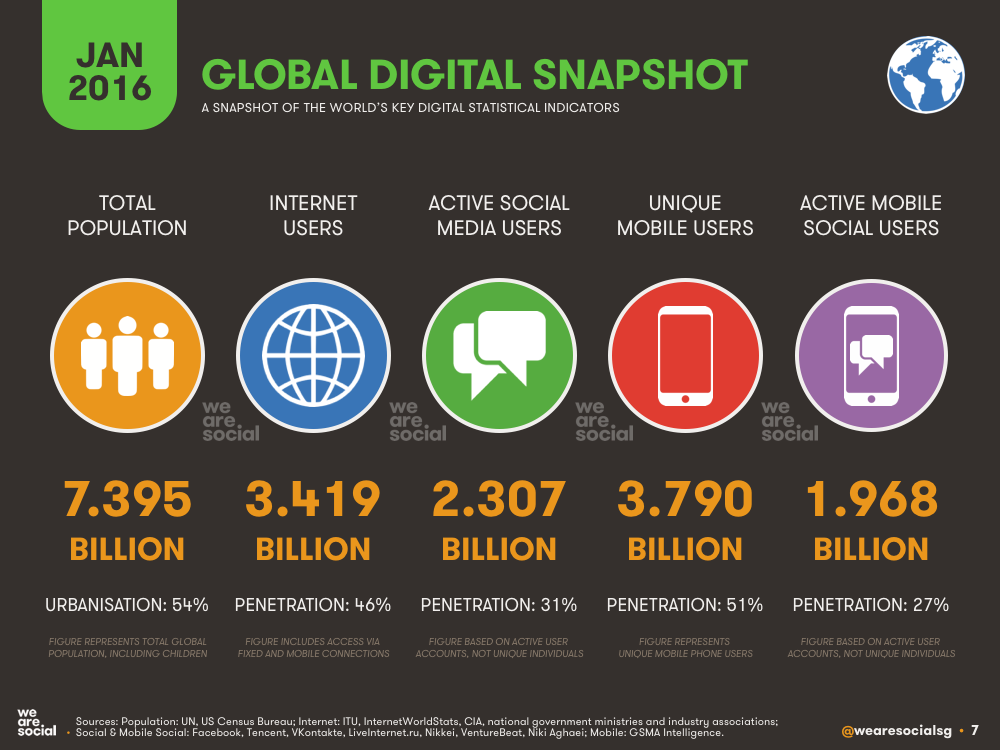 JAN
2016
GLOBAL DIGITAL SNAPSHOT
A SNAPSHOT OF THE WORLD'S KEY DIGITAL STATISTICAL INDICATORS
TOTAL
POPULATION
INTERNET
USERS
ACTIVE SOCIAL
MEDIA USERS
UNIQUE
MOBILE USERS
ACTIVE MOBILE
SOCIAL USERS
we
are
social
we
are
social
we
are
social
we
are
social
7.395
BILLION
3.419
BILLION
2.307
BILLION
3.790
BILLION
1.968
BILLION
URBANISATION: 54%
PENETRATION: 46%
PENETRATION: 31%
PENETRATION: 51%
PENETRATION: 27%
FIGURE REPRESENTS TOTAL GLOBAL
POPULATION, INCLUDING CHILDREN
FIGURE INCLUDES ACCESS VIA
FIXED AND MOBILE CONNECTIONS
FIGURE BASED ON ACTIVE USER
ACCOUNTS, NOT UNIQUE INDIVIDUALS
FIGURE REPRESENTS
UNIQUE MOBILE PHONE USERS
FIGURE BASED ON ACTIVE USER
ACCOUNTS, NOT UNIQUE INDIVIDUALS
we
are
social
• Sources: Population: UN, US Census Bureau; Internet: ITU, InternetWorldStats, CIA, national government ministries and industry associations;
Social & Mobile Social: Facebook, Tencent, VKontakte, LiveInternet.ru, Nikkei, VentureBeat, Niki Aghaei; Mobile: GSMA Intelligence.
@wearesocialsg • 7